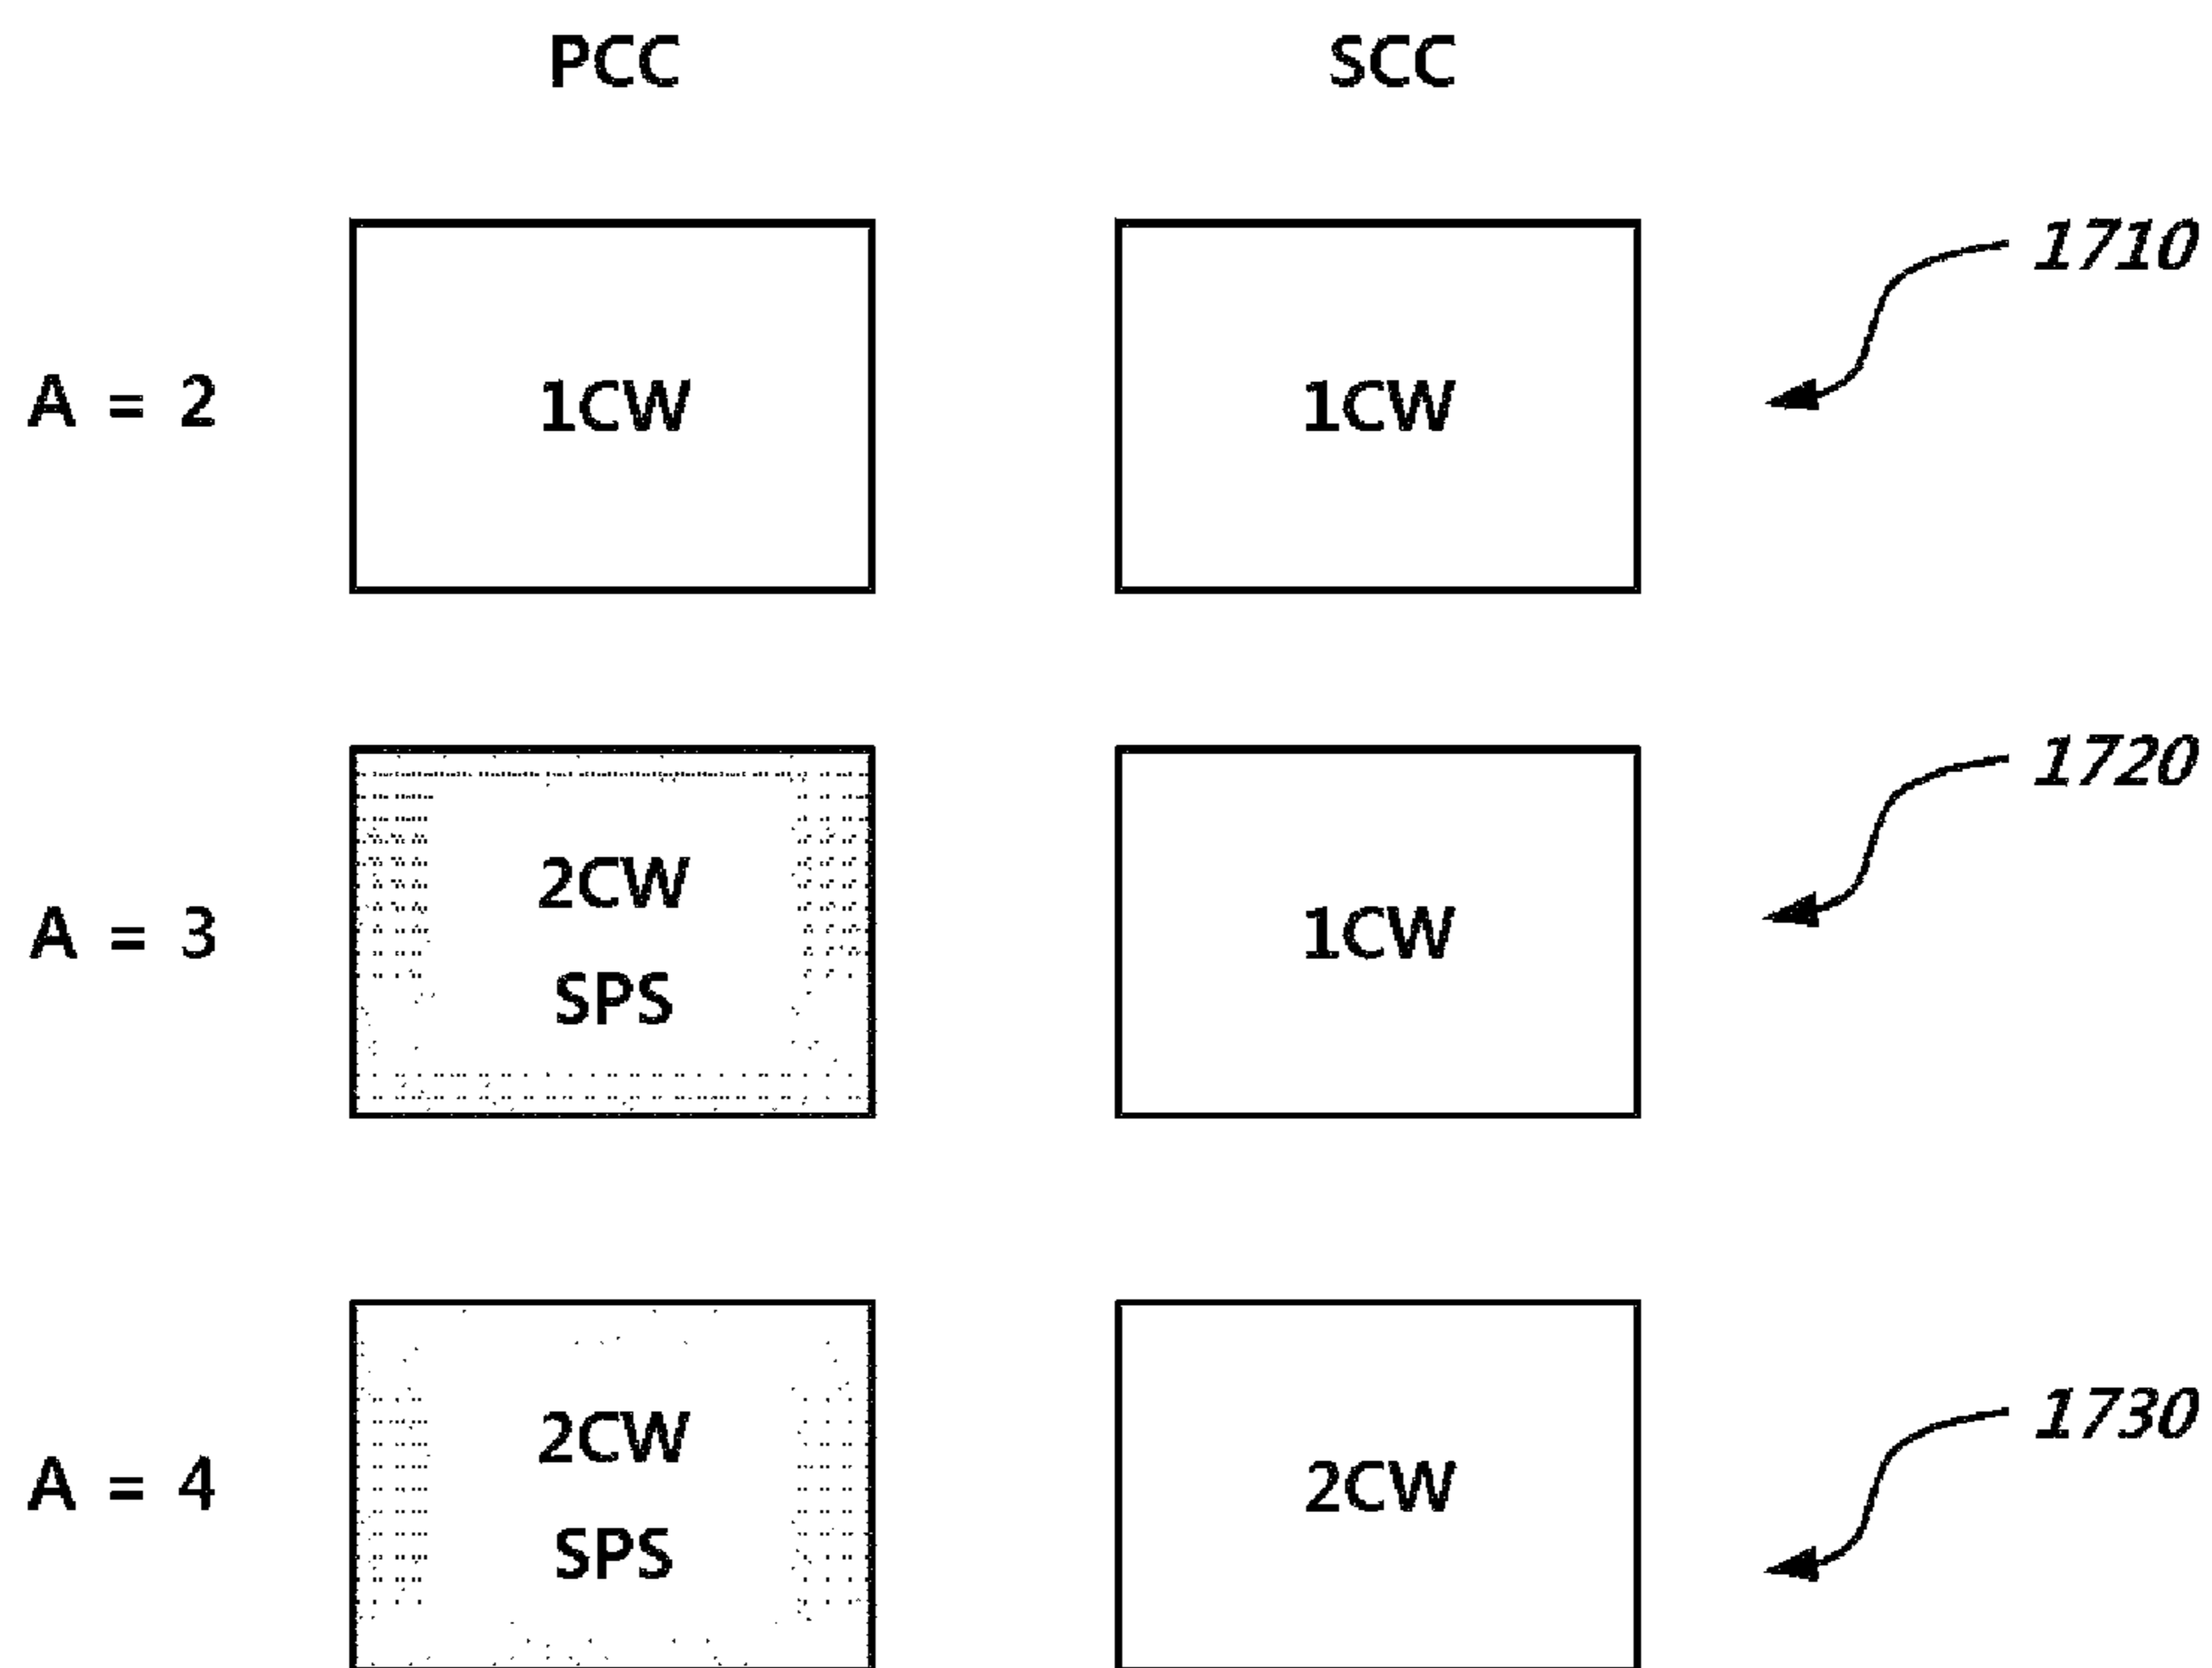 PCC SCC
1710
A = 2 1CW 1CW
1720
2CW
A = 3 1CW
SPS
1730
2CW
A = 4 2CW
SPS